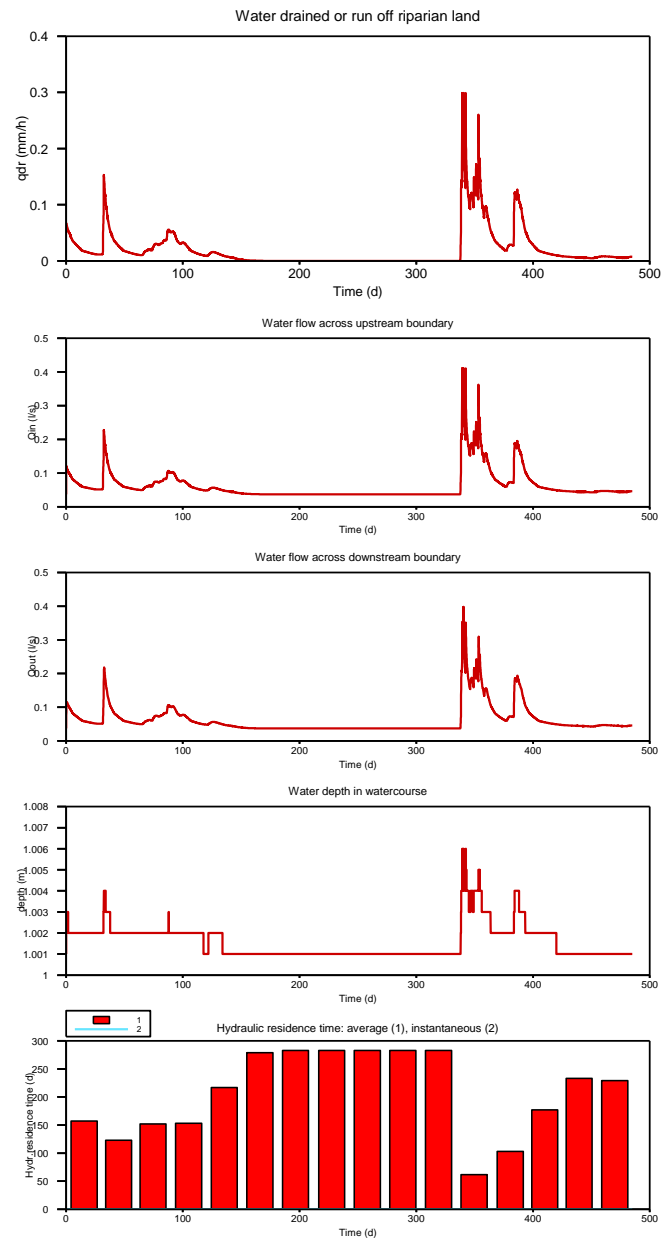 Water drained or run off riparian land
0.4
0.3
0.2
0.1
0
qdr (mm/h)
0 100 200 300 400 500
Time (d)
Water flow across upstream boundary
0.5
0.4
0.3
0.2
0.1
0
Qin (l/s)
0 100 200 300 400 500
Time (d)
Water flow across downstream boundary
0.5
0.4
0.3
0.2
0.1
0
Qout (l/s)
0 100 200 300 400 500
Time (d)
Water depth in watercourse
1.008
1.007
1.006
1.005
1.004
1.003
1.002
1.001
1
depth (m)
0 100 200 300 400 500
Time (d)
1
2
Hydraulic residence time: average (1), instantaneous (2)
300
250
200
150
100
50
0
Hydr.residence time (d)
0 100 200 300 400 500
Time (d)